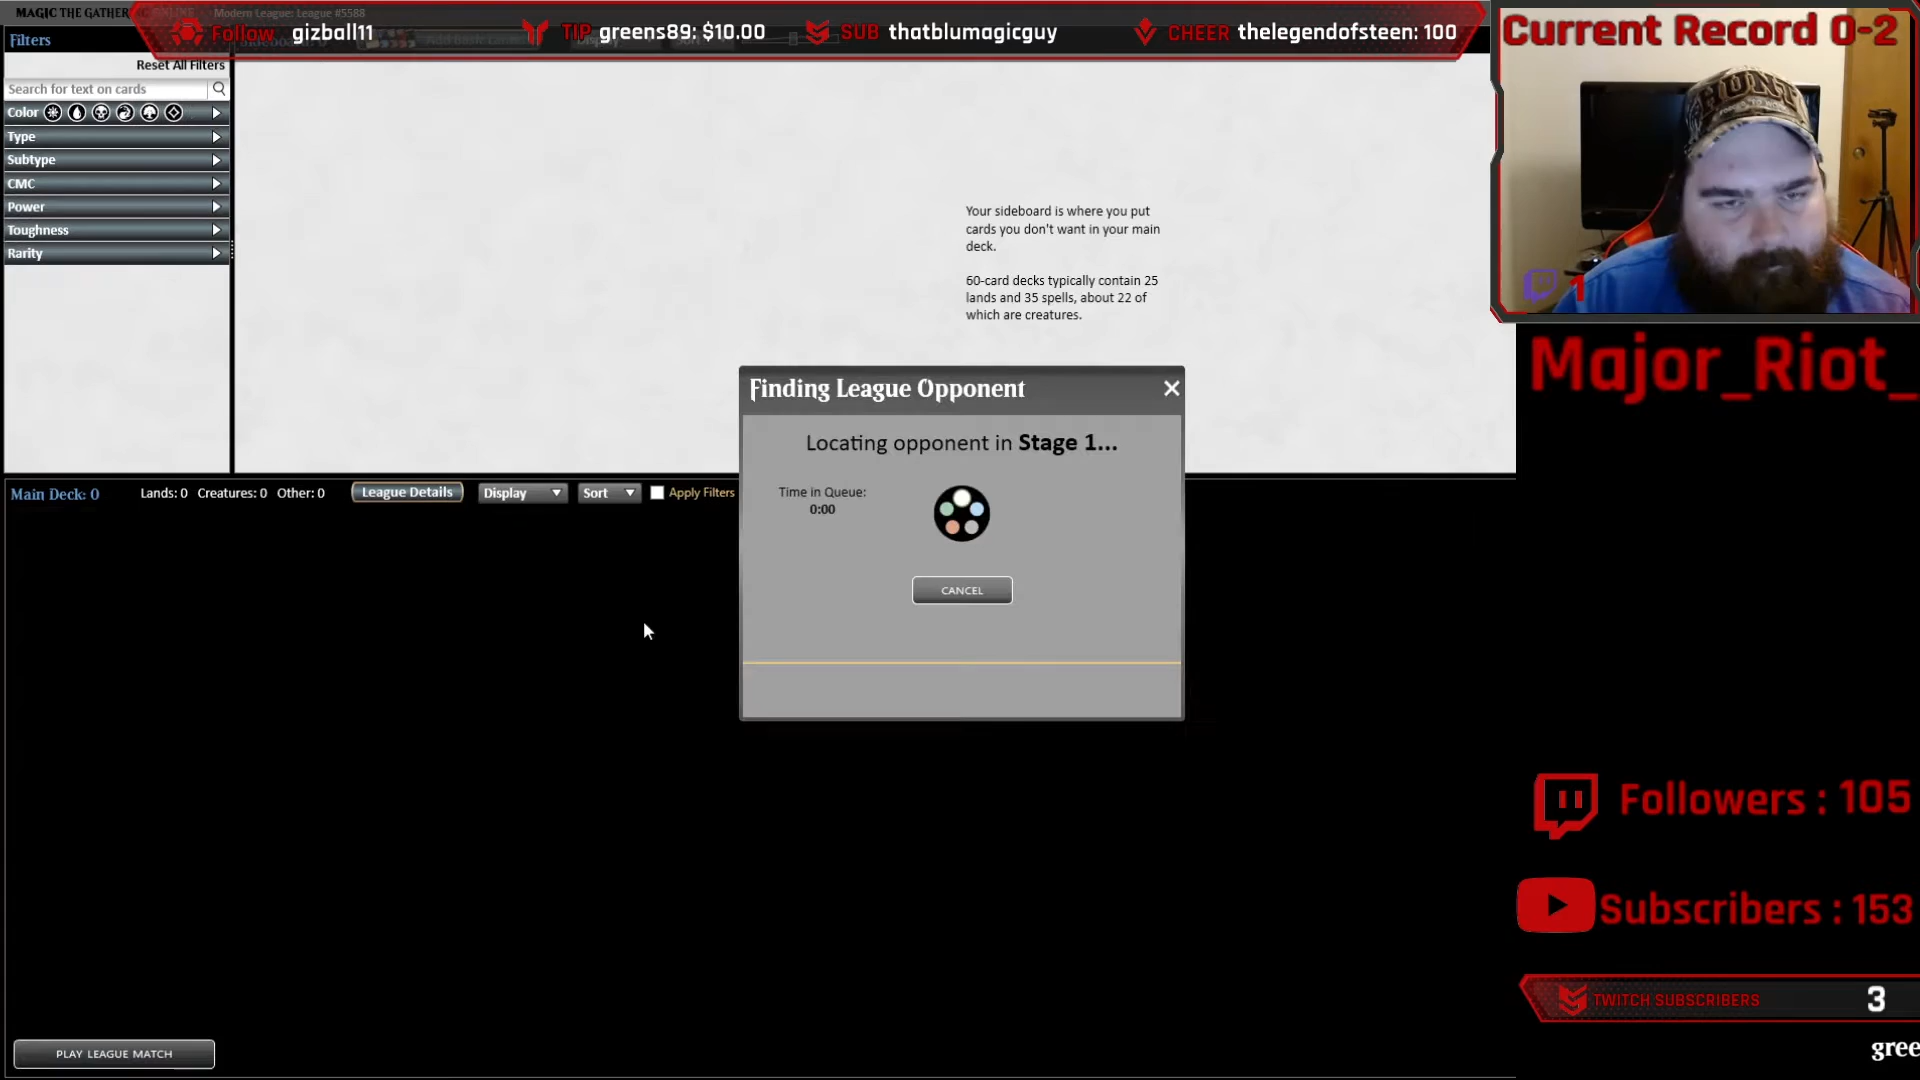 MAGIC THE GATHERING ONLINE Modern League: League #5588
Follow gizball11 TIP greens89: $10.00 SUB thatblumagicguy CHEER thelegendofsteen: 100
Current Record 0-2
Filters
Reset All Filters
Search for text on cards
Color
Type
Subtype
CMC
Power
Toughness
Rarity
HUNT
Your sideboard is where you put
cards you don't want in your main
deck.
60-card decks typically contain 25
lands and 35 spells, about 22 of
which are creatures.
1
Major_Riot_
Finding League Opponent
Locating opponent in Stage 1...
Time in Queue:
0:00
CANCEL
Main Deck: 0 Lands: 0 Creatures: 0 Other: 0 League Details Display Sort Apply Filters
Followers : 105
Subscribers : 153
TWITCH SUBSCRIBERS 3
gree
PLAY LEAGUE MATCH